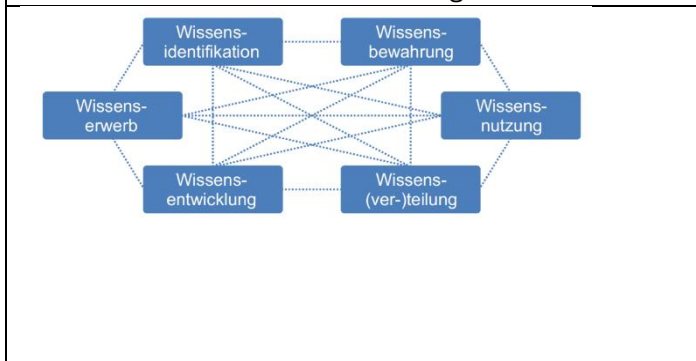 Wissens-
identifikation
Wissens-
bewahrung
Wissens-
erwerb
Wissens-
nutzung
Wissens-
entwicklung
Wissens-
(ver-)teilung